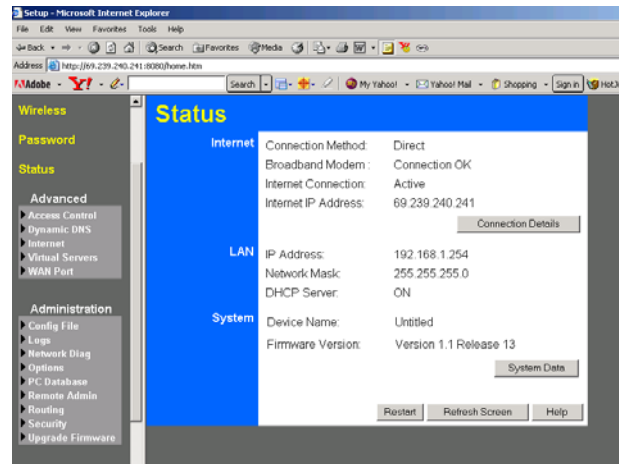 Setup - Microsoft Internet Explorer
File Edit View Favorites Tools Help
Back Search Favorites Media
Address http://69.239.240.241:8080/home.htm
Adobe Y! Search My Yahoo! Yahoo! Mail Shopping Sign in HotJ
Wireless
Password
Status
Advanced
Access Control
Dynamic DNS
Internet
Virtual Servers
WAN Port
Administration
Config File
Logs
Network Diag
Options
PC Database
Remote Admin
Routing
Security
Upgrade Firmware
Status
Internet
Connection Method: Direct
Broadband Modem : Connection OK
Internet Connection: Active
Internet IP Address: 69.239.240.241
Connection Details
LAN
IP Address: 192.168.1.254
Network Mask: 255.255.255.0
DHCP Server: ON
System
Device Name: Untitled
Firmware Version: Version 1.1 Release 13
System Data
Restart Refresh Screen Help